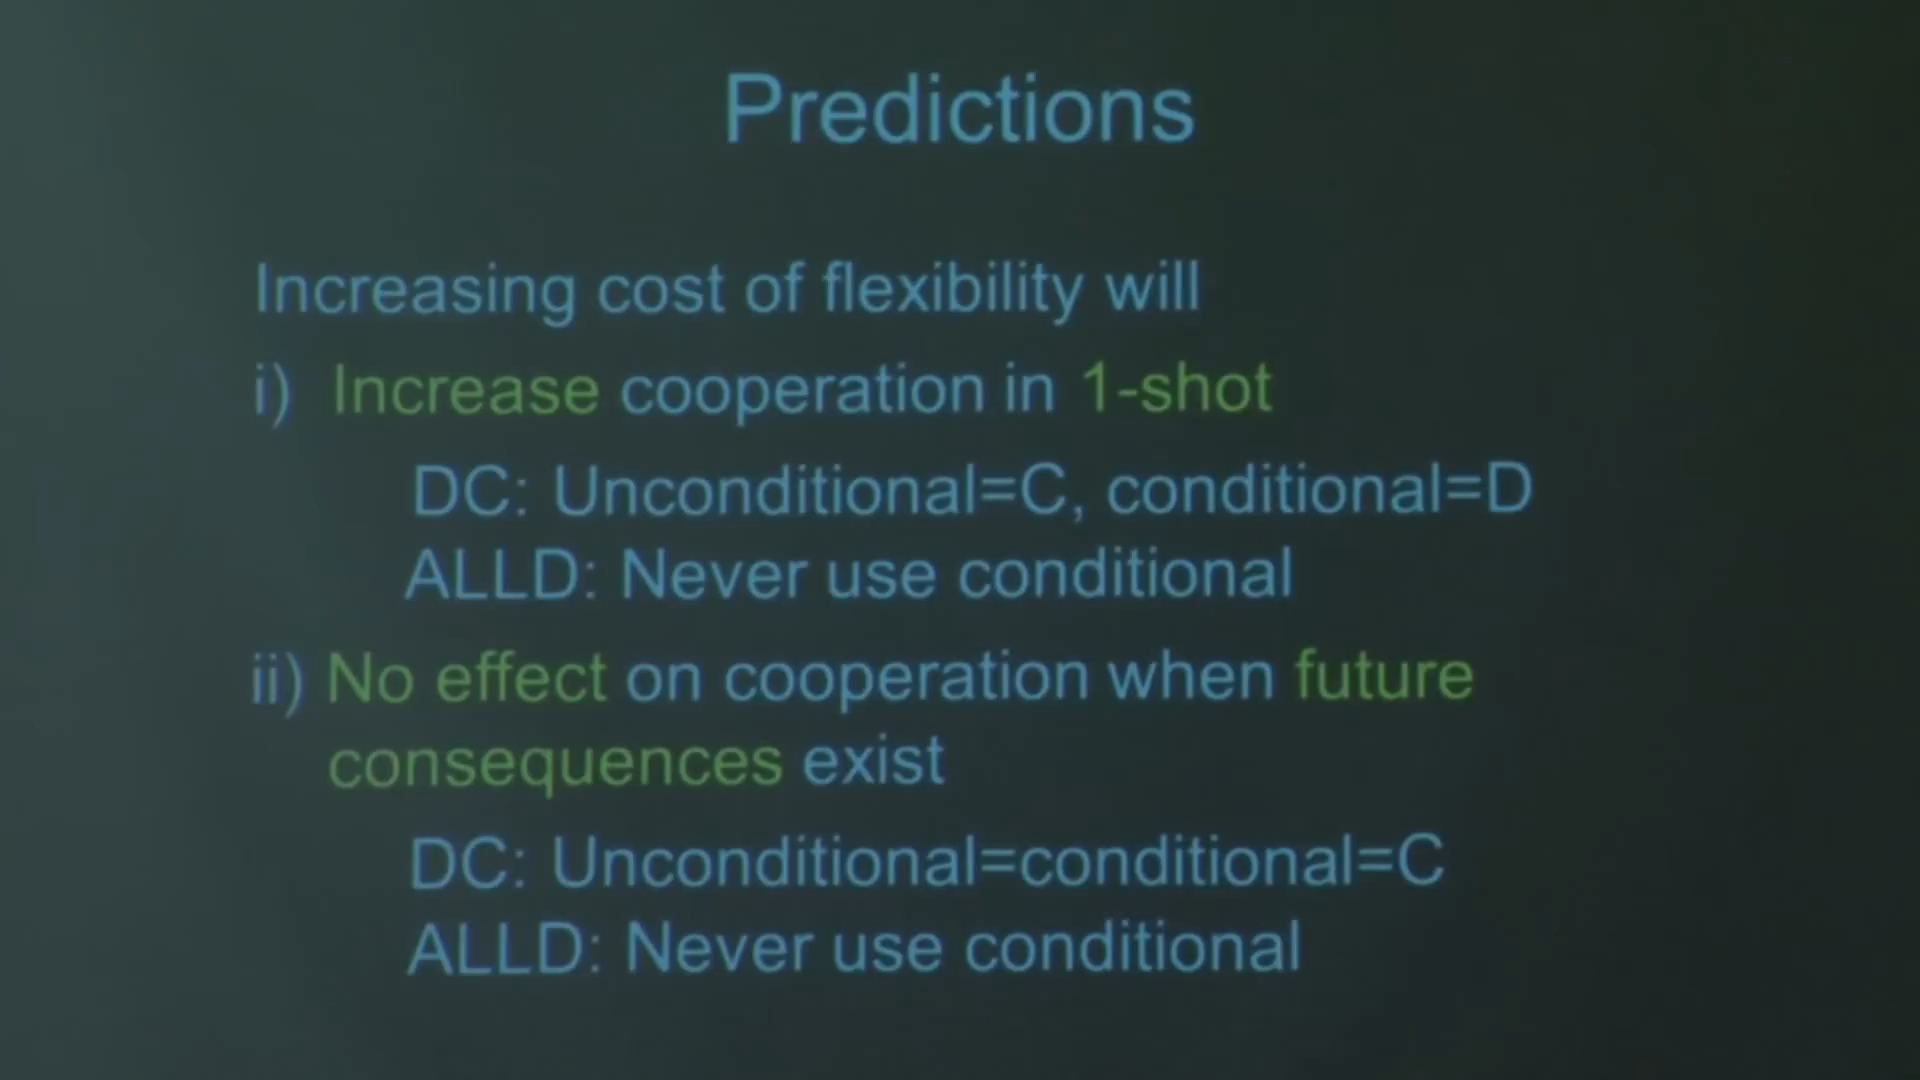 Predictions
Increasing cost of flexibility will
i) Increase cooperation in 1-shot
DC: Unconditional=C, conditional=D
ALLD: Never use conditional
ii) No effect on cooperation when future
consequences exist
DC: Unconditional=conditional=C
ALLD: Never use conditional